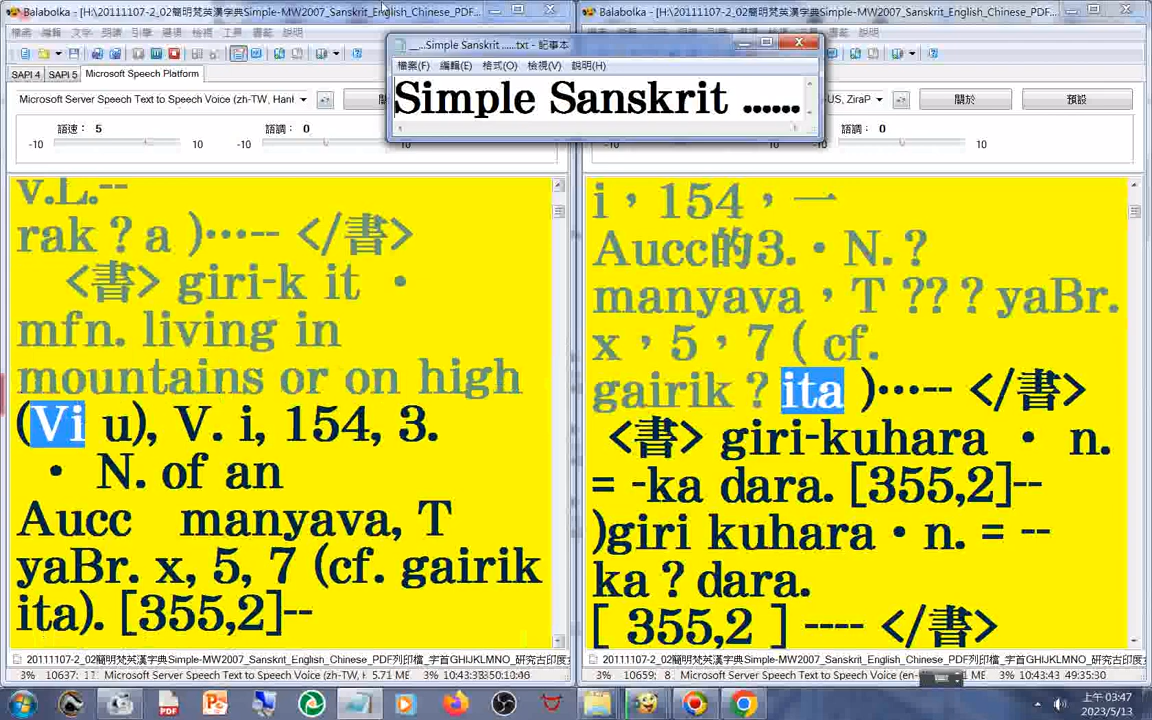 Balabolka - [H:\20111107-2_02簡明梵英漢字典Simple-MW2007_Sanskrit_English_Chinese_PDF...
Balabolka - [H:\20111107-2_02簡明梵英漢字典Simple-MW2007_Sanskrit_English_Chinese_PDF...
__...Simple Sanskrit ......txt - 記事本
檔案(F) 編輯(E) 格式(O) 檢視(V) 說明(H)
Simple Sanskrit ......
SAPI 4 SAPI 5 Microsoft Speech Platform
Microsoft Server Speech Text to Speech Voice (zh-TW, Han
-US, ZiraP
關於
預設
語速: 5 語調: 0
語調: 0
-10 10 -10 10
-10 10
v.L.--
rak ? a )…-- </書>
<書> giri-k it •
mfn. living in
mountains or on high
(Vi u), V. i, 154, 3.
• N. of an
Aucc manyava, T
yaBr. x, 5, 7 (cf. gairik
ita). [355,2]--
i，154，一
Aucc的3.•N.?
manyava，T ??? yaBr.
x，5，7 ( cf.
gairik ? ita )…-- </書>
<書> giri-kuhara • n.
= -ka dara. [355,2]--
)giri kuhara•n. = --
ka ? dara.
[ 355,2 ] ---- </書>
20111107-2_02簡明梵英漢字典Simple-MW2007_Sanskrit_English_Chinese_PDF列印檔_字首GHIJKLMNO_研究古印度
20111107-2_02簡明梵英漢字典Simple-MW2007_Sanskrit_English_Chinese_PDF列印檔_字首GHIJKLMNO_研究古印度
3% 10637: 1 Microsoft Server Speech Text to Speech Voice (zh-TW, Ha 5.71 ME 10:43:33
3% 10659: 8 Microsoft Server Speech Text to Speech Voice (en- 10:43:43 49:35:30
上午 03:47
2023/5/13